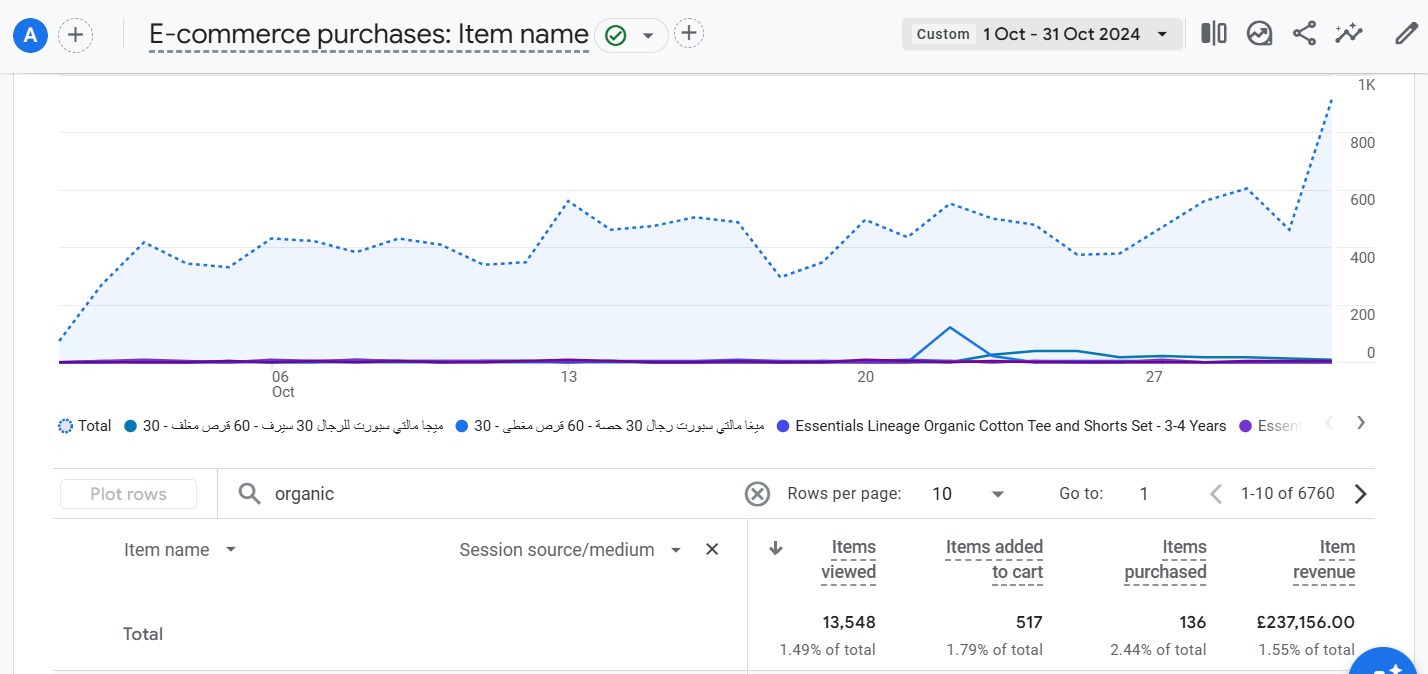 A
E-commerce purchases: Item name
Custom 1 Oct - 31 Oct 2024
1K
800
600
400
200
0
06
Oct
13
20
27
Total
ميجا مالتي سبورت للرجال 30 سيرف - 60 قرص مغلف - 30
ميغا مالتي سبورت رجال 30 حصة - 60 قرص مغطى - 30
Essentials Lineage Organic Cotton Tee and Shorts Set - 3-4 Years
Essent
Plot rows
organic
Rows per page: 10
Go to: 1
1-10 of 6760
Item name
Session source/medium
Items
viewed
Items added
to cart
Items
purchased
Item
revenue
Total
13,548
517
136
£237,156.00
1.49% of total
1.79% of total
2.44% of total
1.55% of total